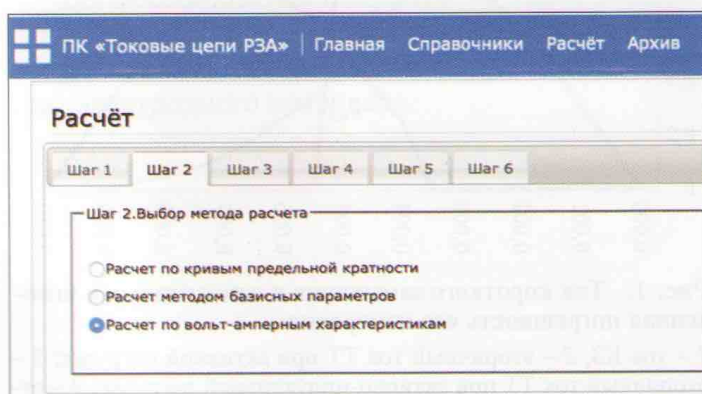 ПК «Токовые цепи РЗА» Главная Справочники Расчёт Архив
Расчёт
Шаг 1 Шаг 2 Шаг 3 Шаг 4 Шаг 5 Шаг 6
Шаг 2.Выбор метода расчета
Расчет по кривым предельной кратности
Расчет методом базисных параметров
Расчет по вольт-амперным характеристикам